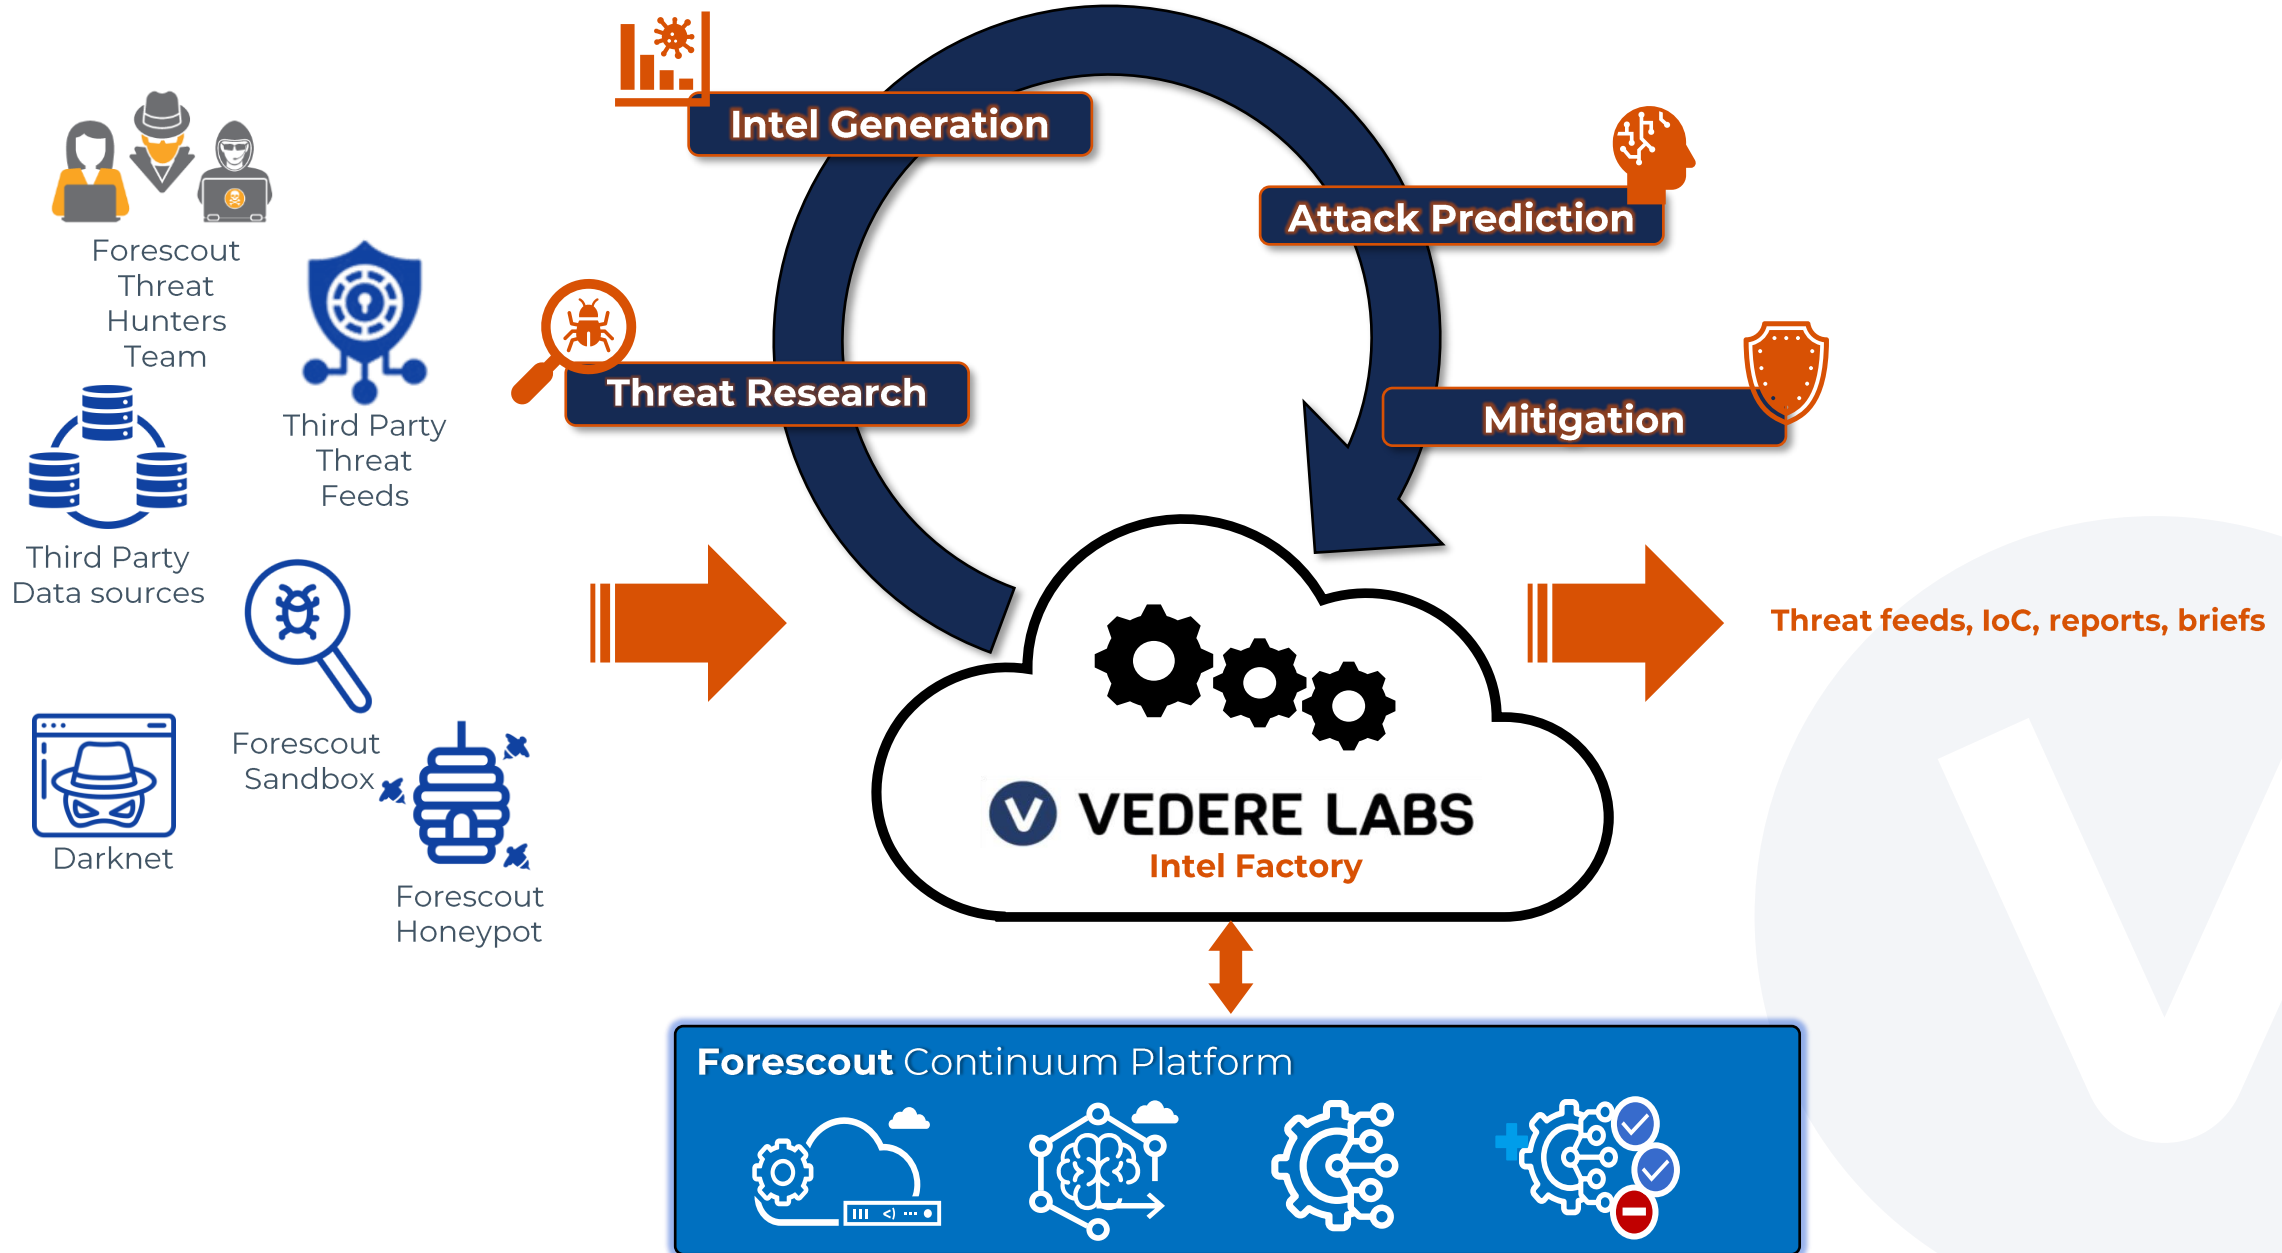 Intel Generation
Attack Prediction
Threat Research
Mitigation
Forescout
Threat
Hunters
Team
Third Party
Threat
Feeds
Third Party
Data sources
Forescout
Sandbox
Darknet
Forescout
Honeypot
Threat feeds, IoC, reports, briefs
V VEDERE LABS
Intel Factory
Forescout Continuum Platform